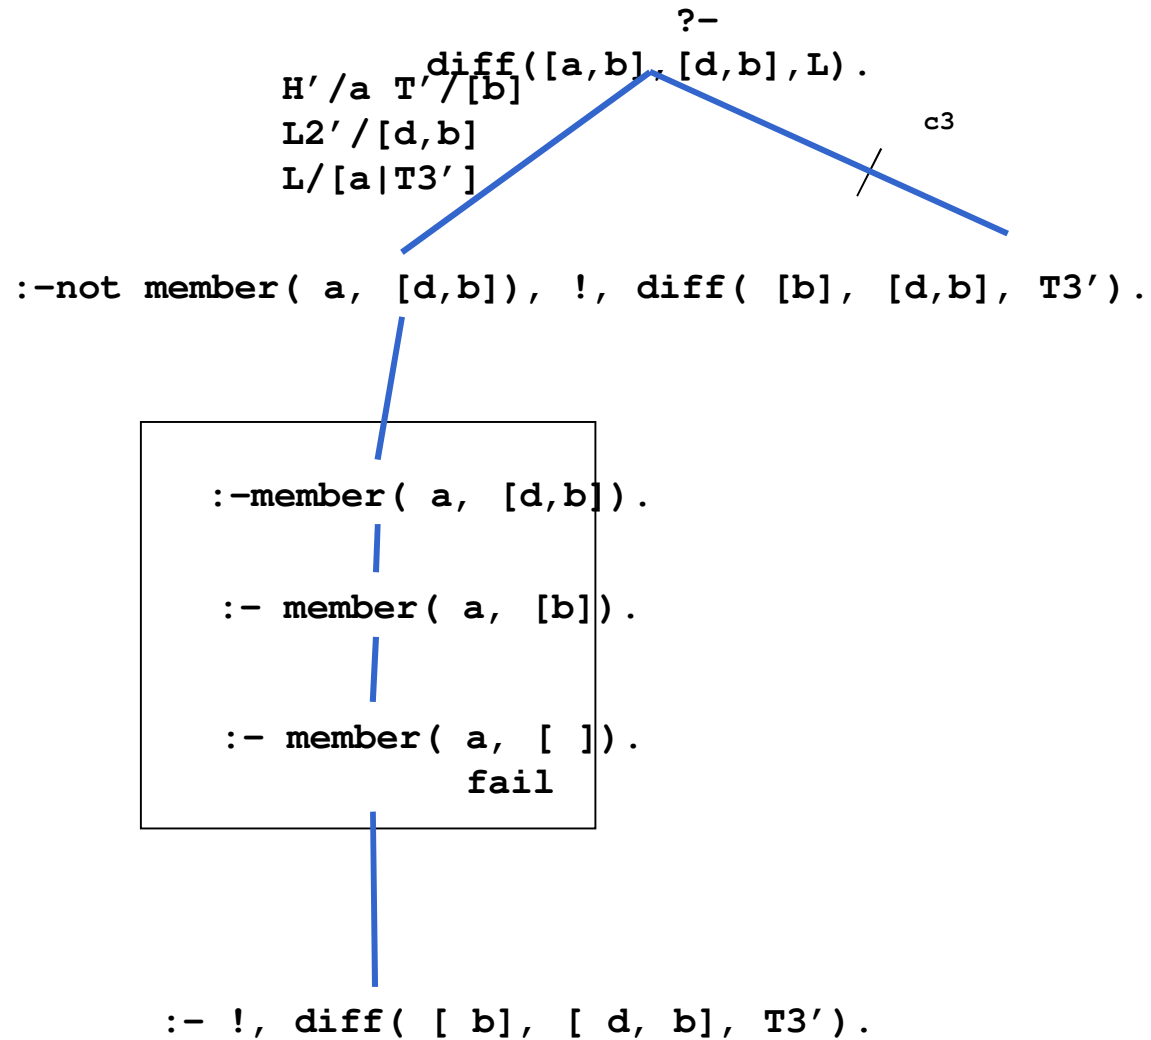 ?-
diff([a,b],[d,b],L).
H’/a T’/[b]
L2’/[d,b]
L/[a|T3’]
c3
:-not member( a, [d,b]), !, diff( [b], [d,b], T3’).
:-member( a, [d,b]).
:- member( a, [b]).
:- member( a, [ ]).
fail
:- !, diff( [ b], [ d, b], T3’).